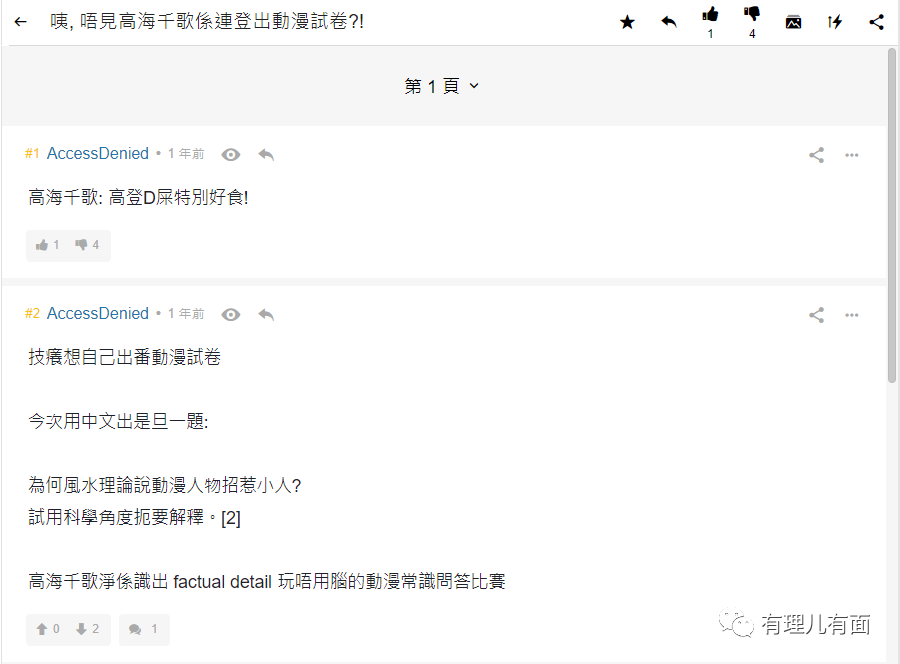 咦, 唔見高海千歌係連登出動漫試卷?!
1
4
第 1 頁
#1 AccessDenied • 1 年前
高海千歌: 高登D屎特別好食!
1 4
#2 AccessDenied • 1 年前
技癢想自己出番動漫試卷
今次用中文出是旦一題:
為何風水理論說動漫人物招惹小人?
試用科學角度扼要解釋。[2]
高海千歌淨係識出 factual detail 玩唔用腦的動漫常識問答比賽
0 2 1
有理儿有面